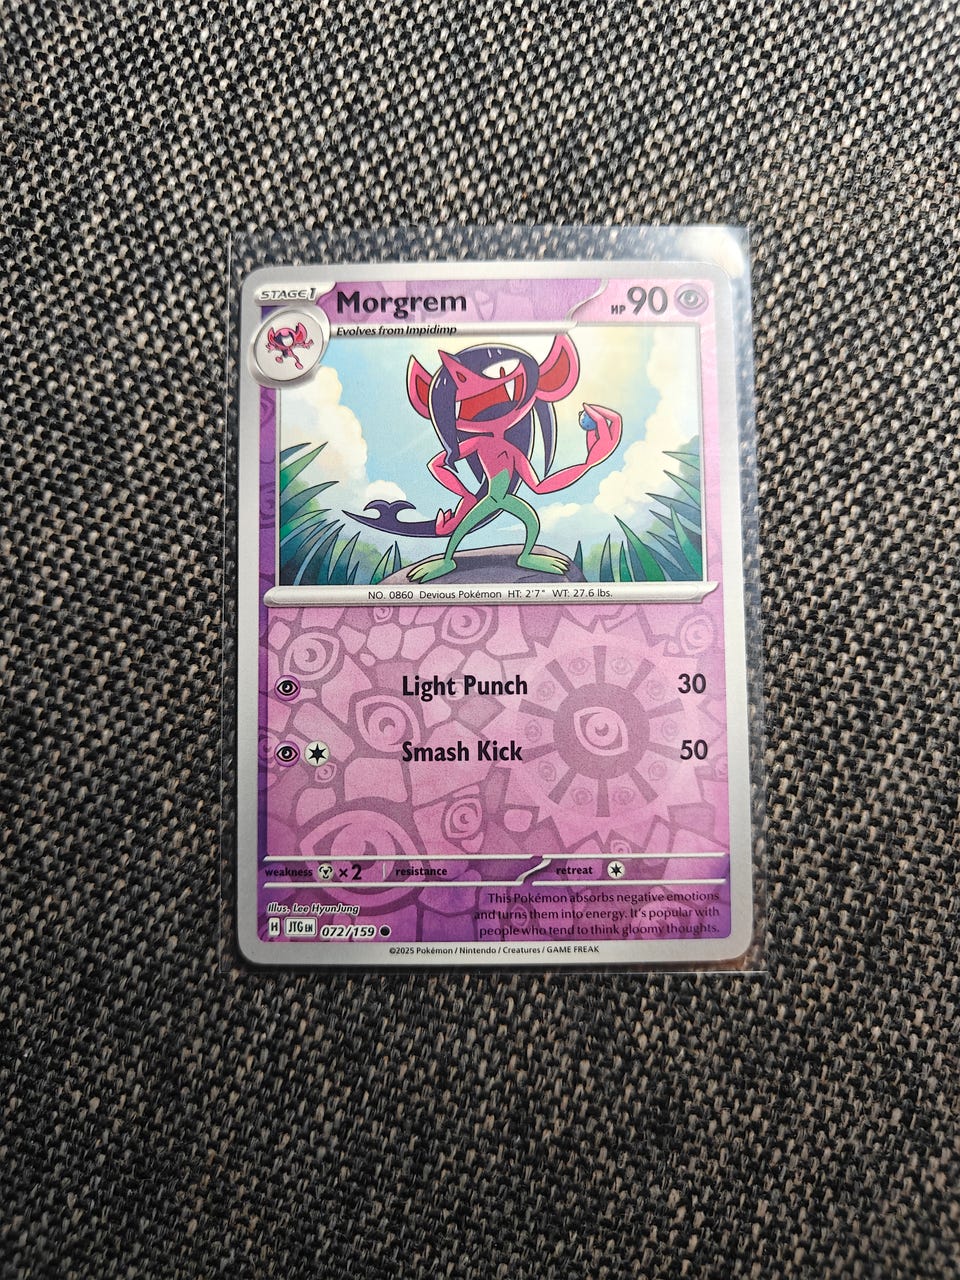 STAGE1 Morgrem HP 90
Evolves from Impidimp
NO. 0860 Devious Pokémon HT: 2'7" WT: 27.6 lbs.
Light Punch 30
Smash Kick 50
weakness ×2 resistance retreat
This Pokémon absorbs negative emotions
and turns them into energy. It's popular with
people who tend to think gloomy thoughts.
Illus. Lee HyunJung
H JTG EN 072/159
©2025 Pokémon / Nintendo / Creatures / GAME FREAK